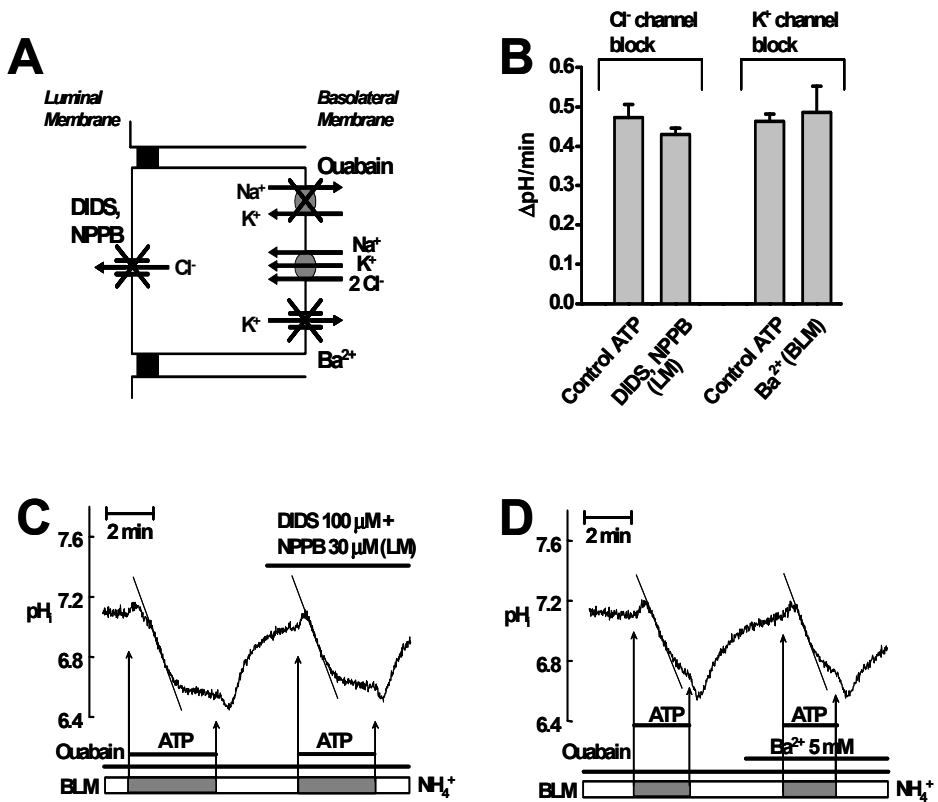 A
Luminal
Membrane
Basolateral
Membrane
Ouabain
Na⁺
K⁺
DIDS,
NPPB
Cl⁻
Na⁺
K⁺
2 Cl⁻
K⁺
Ba²⁺
B
Cl⁻ channel
block
K⁺ channel
block
ΔpH/min
0.6
0.5
0.4
0.3
0.2
0.1
0.0
Control ATP
DIDS, NPPB
(LM)
Control ATP
Ba²⁺ (BLM)
C
2 min
DIDS 100 μM +
NPPB 30 μM (LM)
pHᵢ
7.6
7.2
6.8
6.4
ATP
ATP
Ouabain
BLM
NH₄⁺
D
2 min
pHᵢ
7.6
7.2
6.8
6.4
ATP
ATP
Ouabain
Ba²⁺ 5 mM
BLM
NH₄⁺